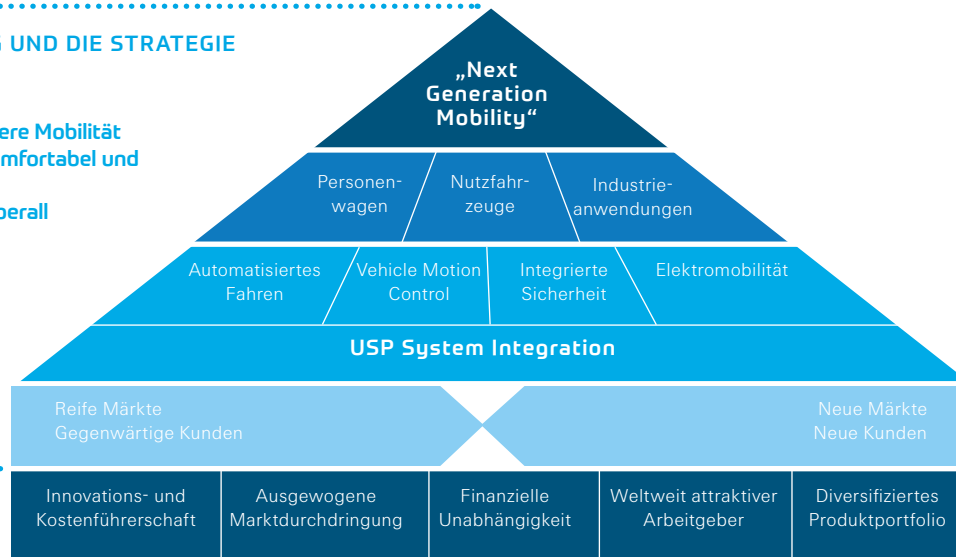 UND DIE STRATEGIE
ere Mobilität
mfortabel und
berall
„Next
Generation
Mobility“
Personen-
wagen
Nutzfahr-
zeuge
Industrie-
anwendungen
Automatisiertes
Fahren
Vehicle Motion
Control
Integrierte
Sicherheit
Elektromobilität
USP System Integration
Reife Märkte
Gegenwärtige Kunden
Neue Märkte
Neue Kunden
Innovations- und
Kostenführerschaft
Ausgewogene
Marktdurchdringung
Finanzielle
Unabhängigkeit
Weltweit attraktiver
Arbeitgeber
Diversifiziertes
Produktportfolio